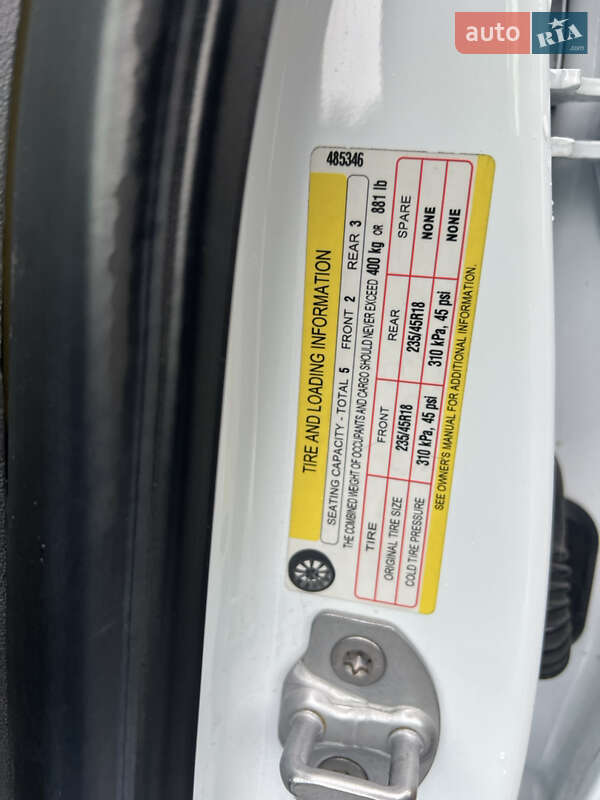 auto RIA .com
485346
TIRE AND LOADING INFORMATION
SEATING CAPACITY - TOTAL 5 FRONT 2 REAR 3
THE COMBINED WEIGHT OF OCCUPANTS AND CARGO SHOULD NEVER EXCEED 400 kg OR 881 lb
TIRE FRONT REAR SPARE
ORIGINAL TIRE SIZE 235/45R18 235/45R18 NONE
COLD TIRE PRESSURE 310 kPa, 45 psi 310 kPa, 45 psi NONE
SEE OWNER'S MANUAL FOR ADDITIONAL INFORMATION.